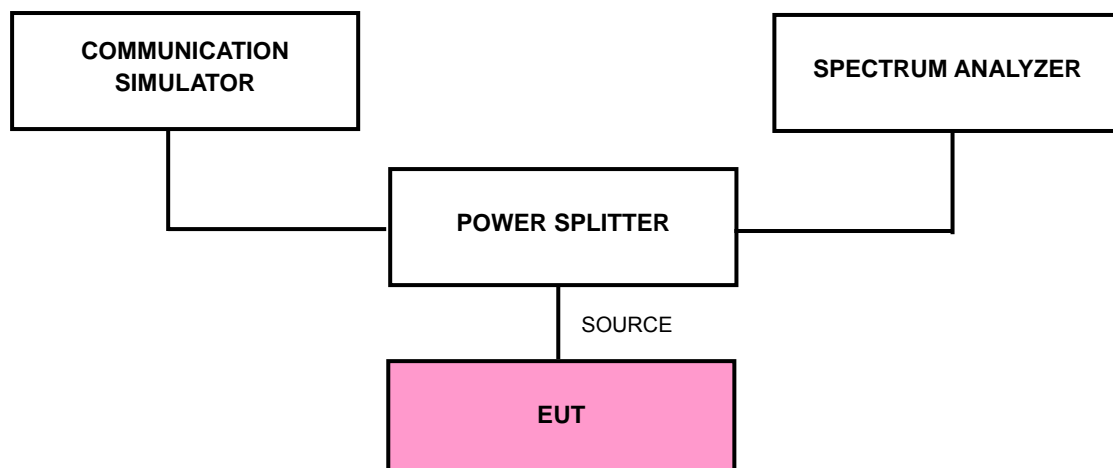 COMMUNICATION
SIMULATOR
SPECTRUM ANALYZER
POWER SPLITTER
SOURCE
EUT